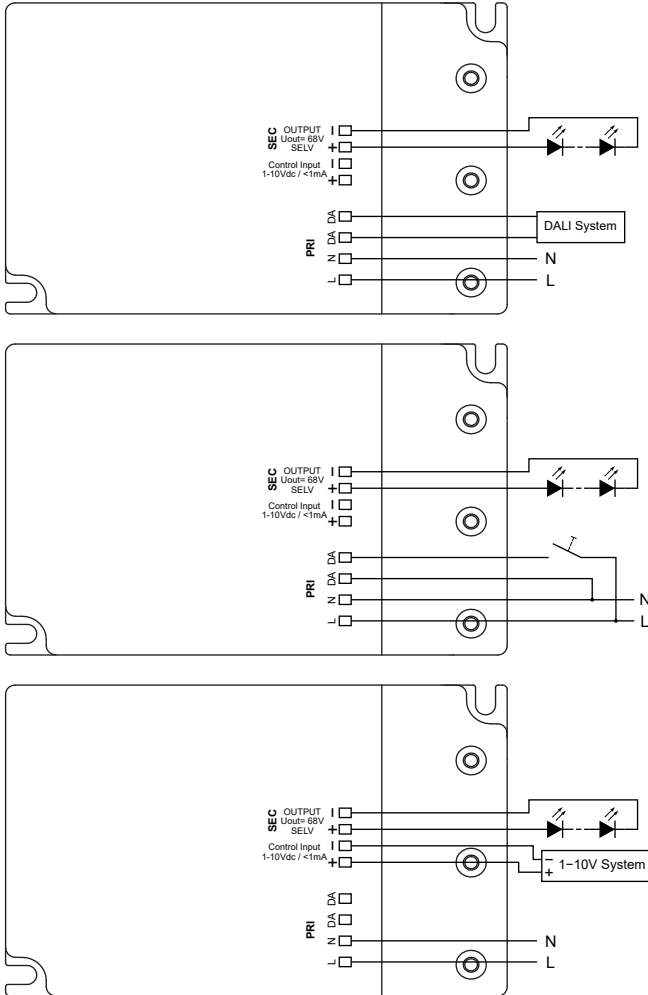 SEC
OUTPUT
Uout= 68V
SELV
−
+
Control Input
1-10Vdc / <1mA
−
+
PRI
DA
DA
N
L
DALI System
N
L
SEC
OUTPUT
Uout= 68V
SELV
−
+
Control Input
1-10Vdc / <1mA
−
+
PRI
DA
DA
N
L
N
L
SEC
OUTPUT
Uout= 68V
SELV
−
+
Control Input
1-10Vdc / <1mA
−
+
−
+
1−10V System
PRI
DA
DA
N
L
N
L